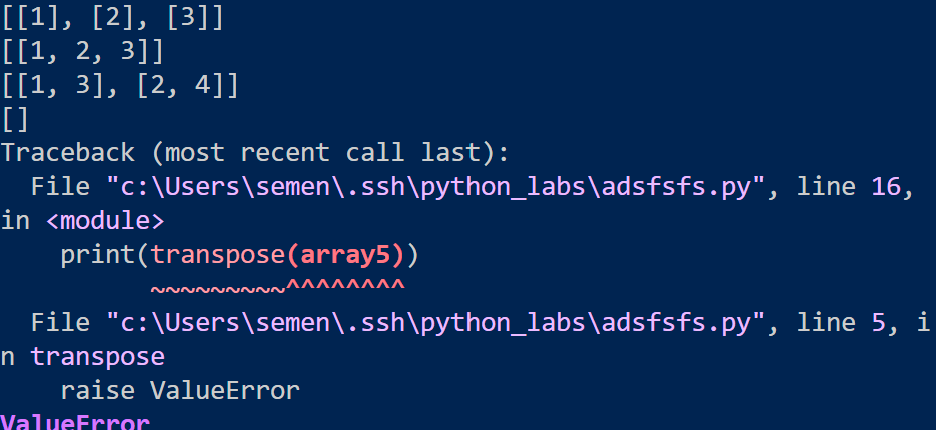 [[1], [2], [3]]
[[1, 2, 3]]
[[1, 3], [2, 4]]
[]
Traceback (most recent call last):
  File "c:\Users\semen\.ssh\python_labs\adsfsfs.py", line 16,
in <module>
    print(transpose(array5))
          ~~~~~~~~~^^^^^^^^
  File "c:\Users\semen\.ssh\python_labs\adsfsfs.py", line 5, i
n transpose
    raise ValueError
ValueError